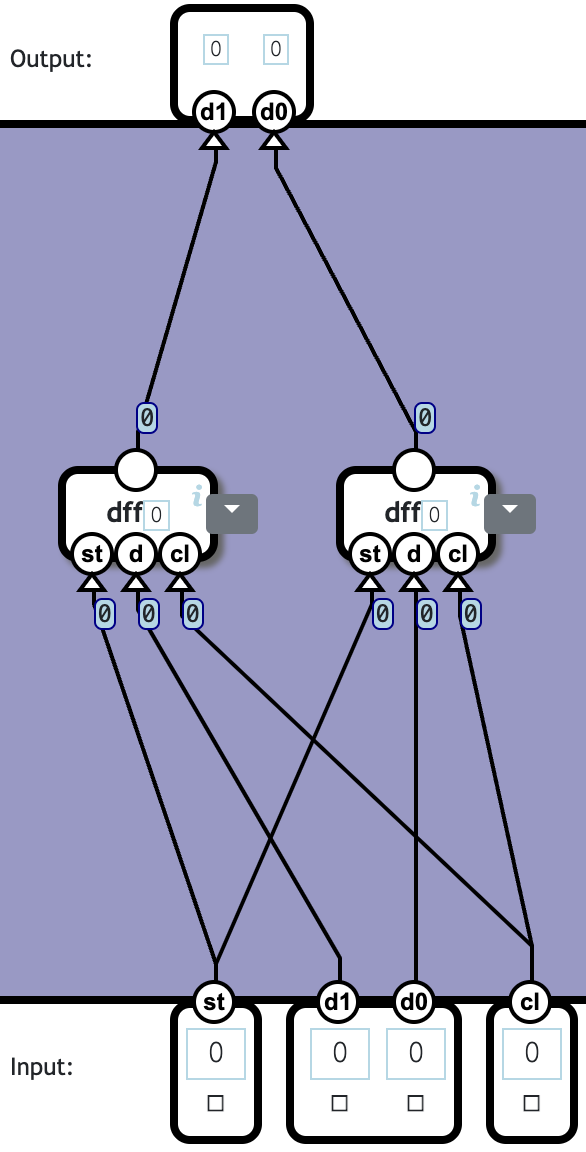 Output:
0 0
d1 d0
0 0
i i
dff 0 dff 0
st d cl st d cl
0 0 0 0 0 0
st d1 d0 cl
0 0 0 0
Input: